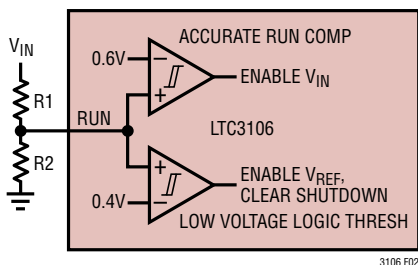 ACCURATE RUN COMP
V_IN
0.6V
−
+
ENABLE V_IN
R1
RUN
LTC3106
R2
+
−
0.4V
ENABLE V_REF,
CLEAR SHUTDOWN
LOW VOLTAGE LOGIC THRESH
3106 F02